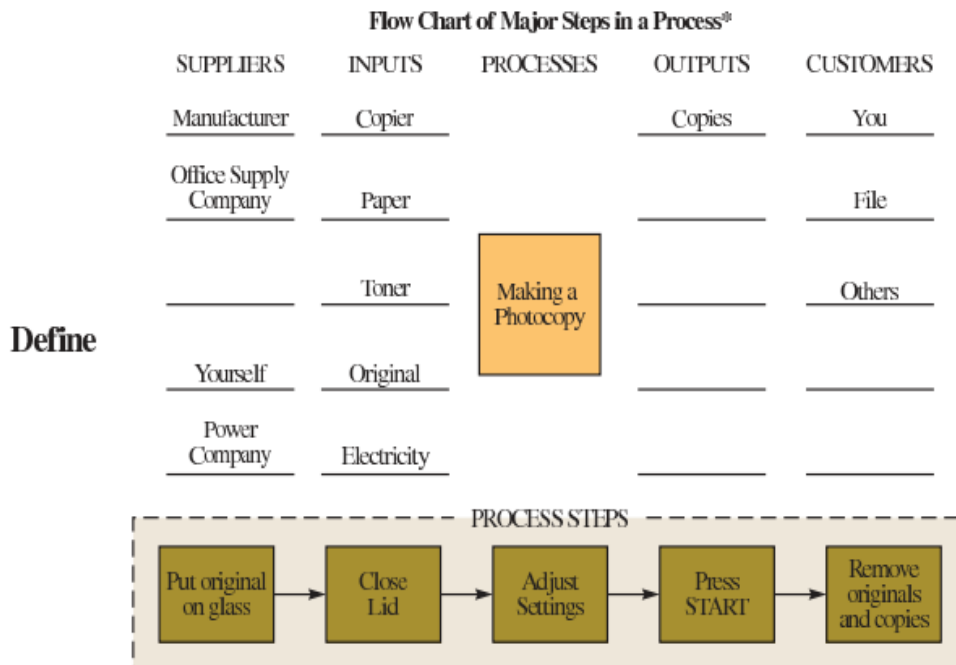 Flow Chart of Major Steps in a Process*
SUPPLIERS INPUTS PROCESSES OUTPUTS CUSTOMERS
Manufacturer Copier Copies You
Office Supply
Company Paper File
Toner Others
Making a
Photocopy
Define
Yourself Original
Power
Company Electricity
PROCESS STEPS
Put original
on glass
Close
Lid
Adjust
Settings
Press
START
Remove
originals
and copies